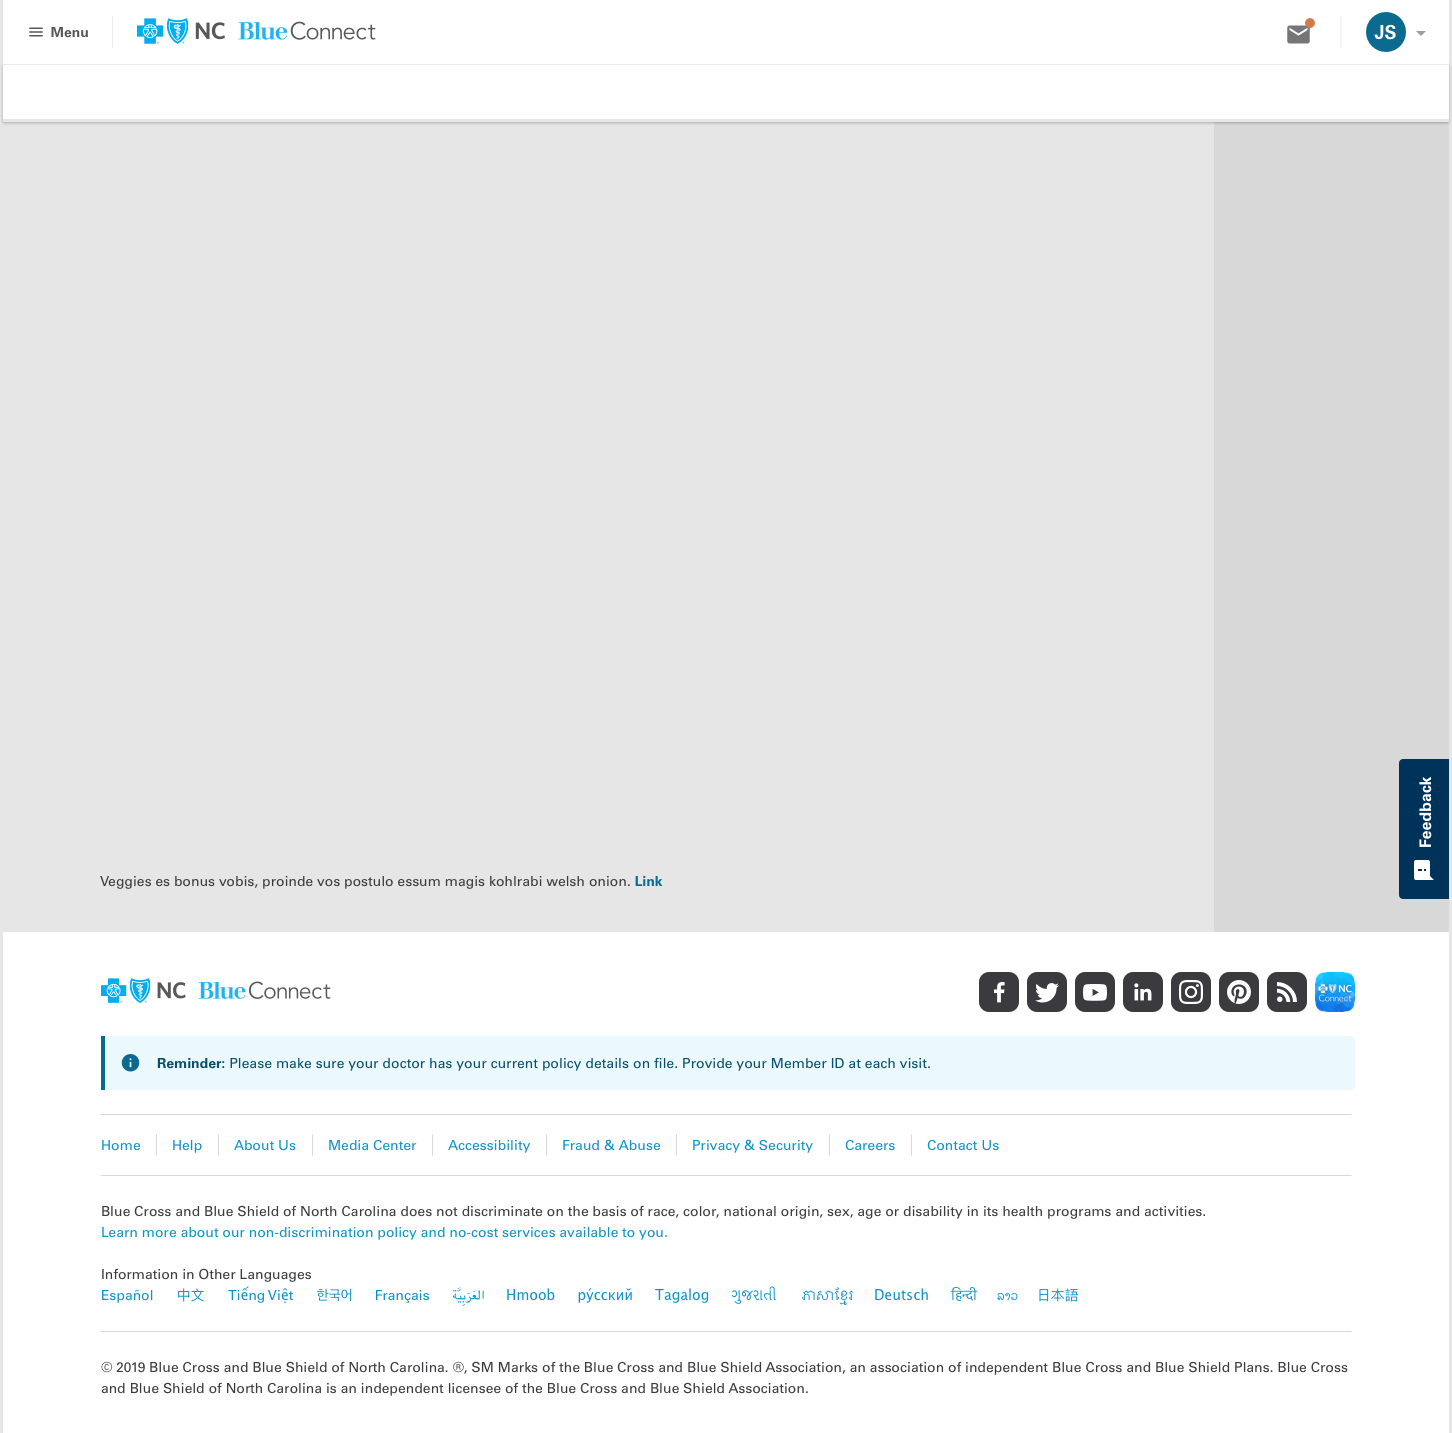 Menu
NC BlueConnect
JS
Feedback
Veggies es bonus vobis, proinde vos postulo essum magis kohlrabi welsh onion. Link
NC BlueConnect
NC
Connect
Reminder: Please make sure your doctor has your current policy details on file. Provide your Member ID at each visit.
Home Help About Us Media Center Accessibility Fraud & Abuse Privacy & Security Careers Contact Us
Blue Cross and Blue Shield of North Carolina does not discriminate on the basis of race, color, national origin, sex, age or disability in its health programs and activities.
Learn more about our non-discrimination policy and no-cost services available to you.
Information in Other Languages
Español 中文 Tiếng Việt 한국어 Français العَرَبِيَّة Hmoob ру́сский Tagalog ગુજરાતી ភាសាខ្មែរ Deutsch हिन्दी ລາວ 日本語
© 2019 Blue Cross and Blue Shield of North Carolina. ®, SM Marks of the Blue Cross and Blue Shield Association, an association of independent Blue Cross and Blue Shield Plans. Blue Cross
and Blue Shield of North Carolina is an independent licensee of the Blue Cross and Blue Shield Association.